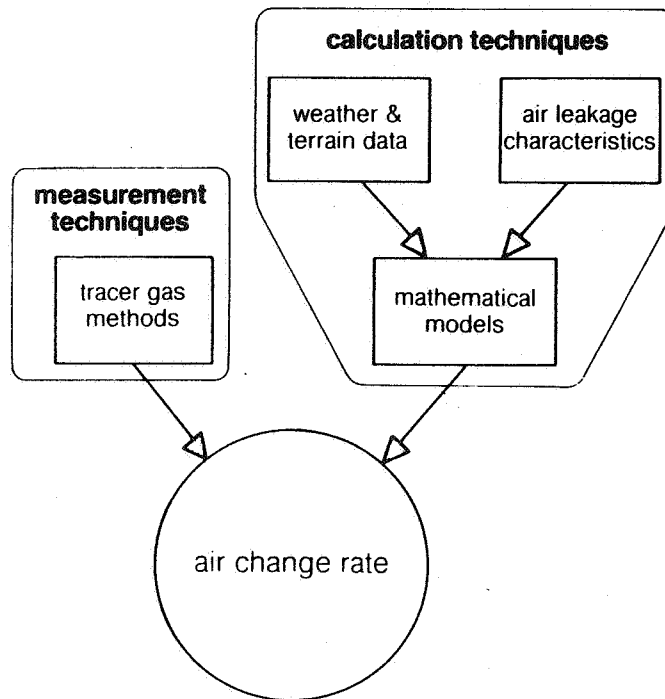 calculation techniques
weather &
terrain data
air leakage
characteristics
measurement
techniques
tracer gas
methods
mathematical
models
air change rate